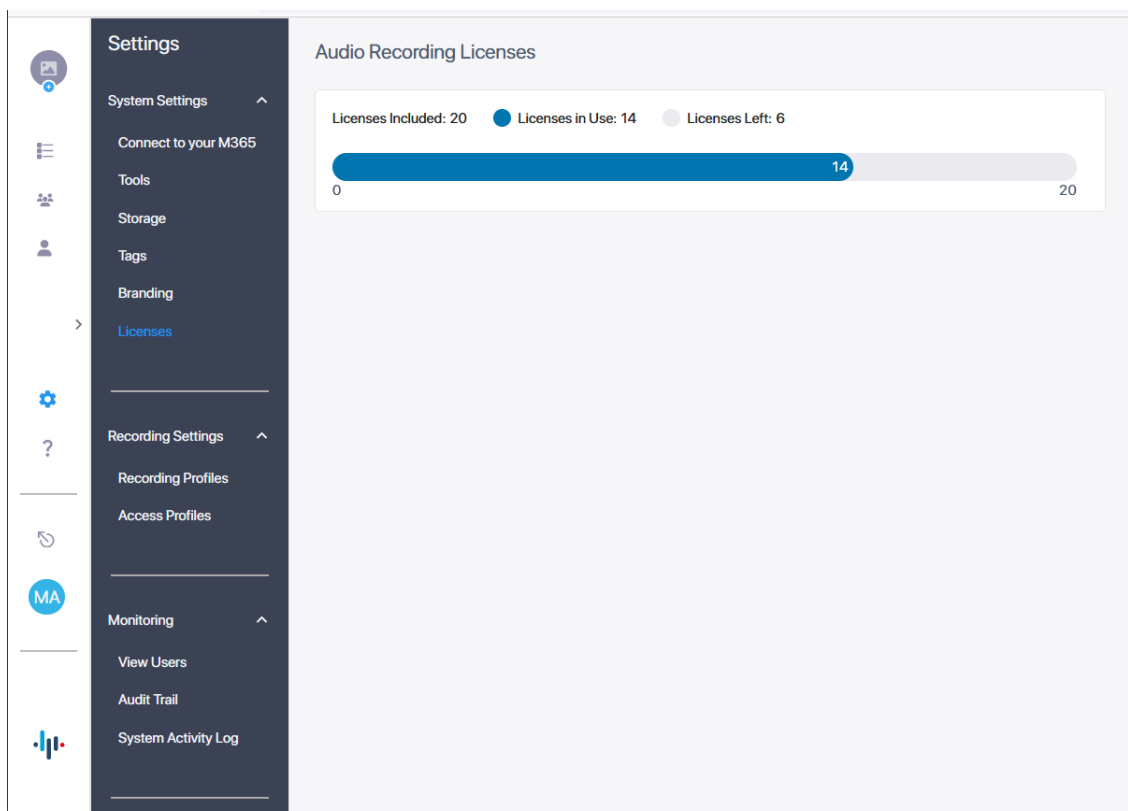 Settings
System Settings
Connect to your M365
Tools
Storage
Tags
Branding
Licenses
Recording Settings
Recording Profiles
Access Profiles
Monitoring
View Users
Audit Trail
System Activity Log
?
MA
Audio Recording Licenses
Licenses Included: 20 Licenses in Use: 14 Licenses Left: 6
14
0 20